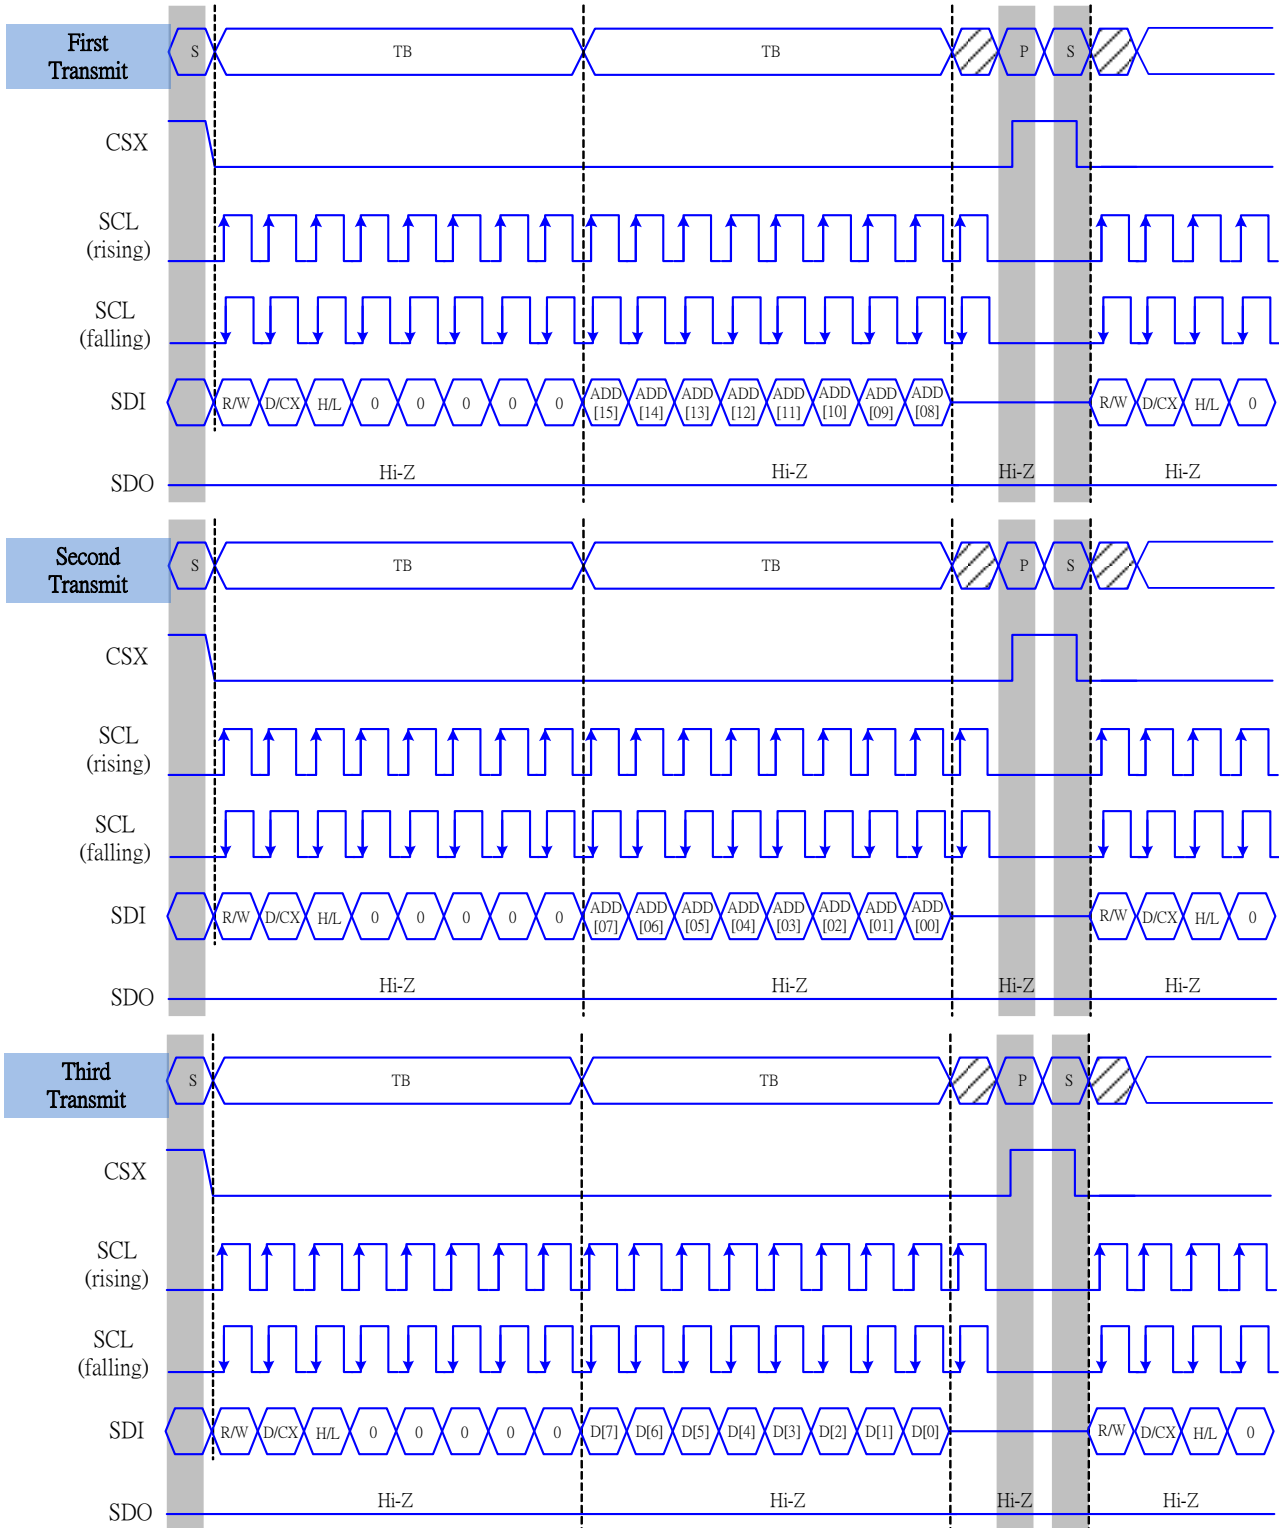 First
Transmit
S TB TB P S
CSX
SCL
(rising)
SCL
(falling)
SDI R/W D/CX H/L 0 0 0 0 0 ADD [15] ADD [14] ADD [13] ADD [12] ADD [11] ADD [10] ADD [09] ADD [08] R/W D/CX H/L 0
SDO Hi-Z Hi-Z Hi-Z Hi-Z
Second
Transmit
S TB TB P S
CSX
SCL
(rising)
SCL
(falling)
SDI R/W D/CX H/L 0 0 0 0 0 ADD [07] ADD [06] ADD [05] ADD [04] ADD [03] ADD [02] ADD [01] ADD [00] R/W D/CX H/L 0
SDO Hi-Z Hi-Z Hi-Z Hi-Z
Third
Transmit
S TB TB P S
CSX
SCL
(rising)
SCL
(falling)
SDI R/W D/CX H/L 0 0 0 0 0 D[7] D[6] D[5] D[4] D[3] D[2] D[1] D[0] R/W D/CX H/L 0
SDO Hi-Z Hi-Z Hi-Z Hi-Z